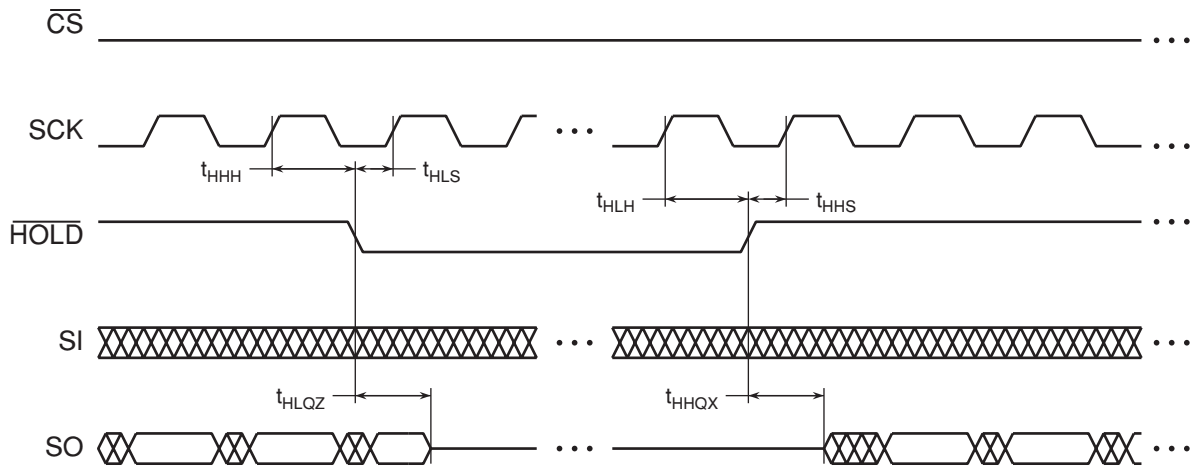 CS
SCK
tHHH tHLS
tHLH tHHS
HOLD
SI
tHLQZ tHHQX
SO